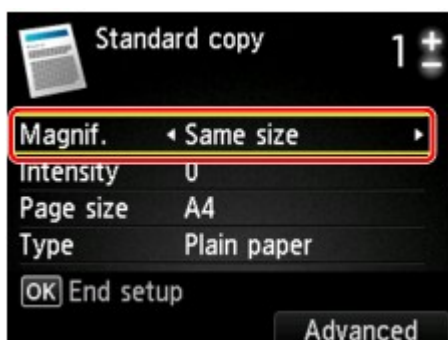 Standard copy 1
Magnif. Same size
Intensity 0
Page size A4
Type Plain paper
OK End setup
Advanced